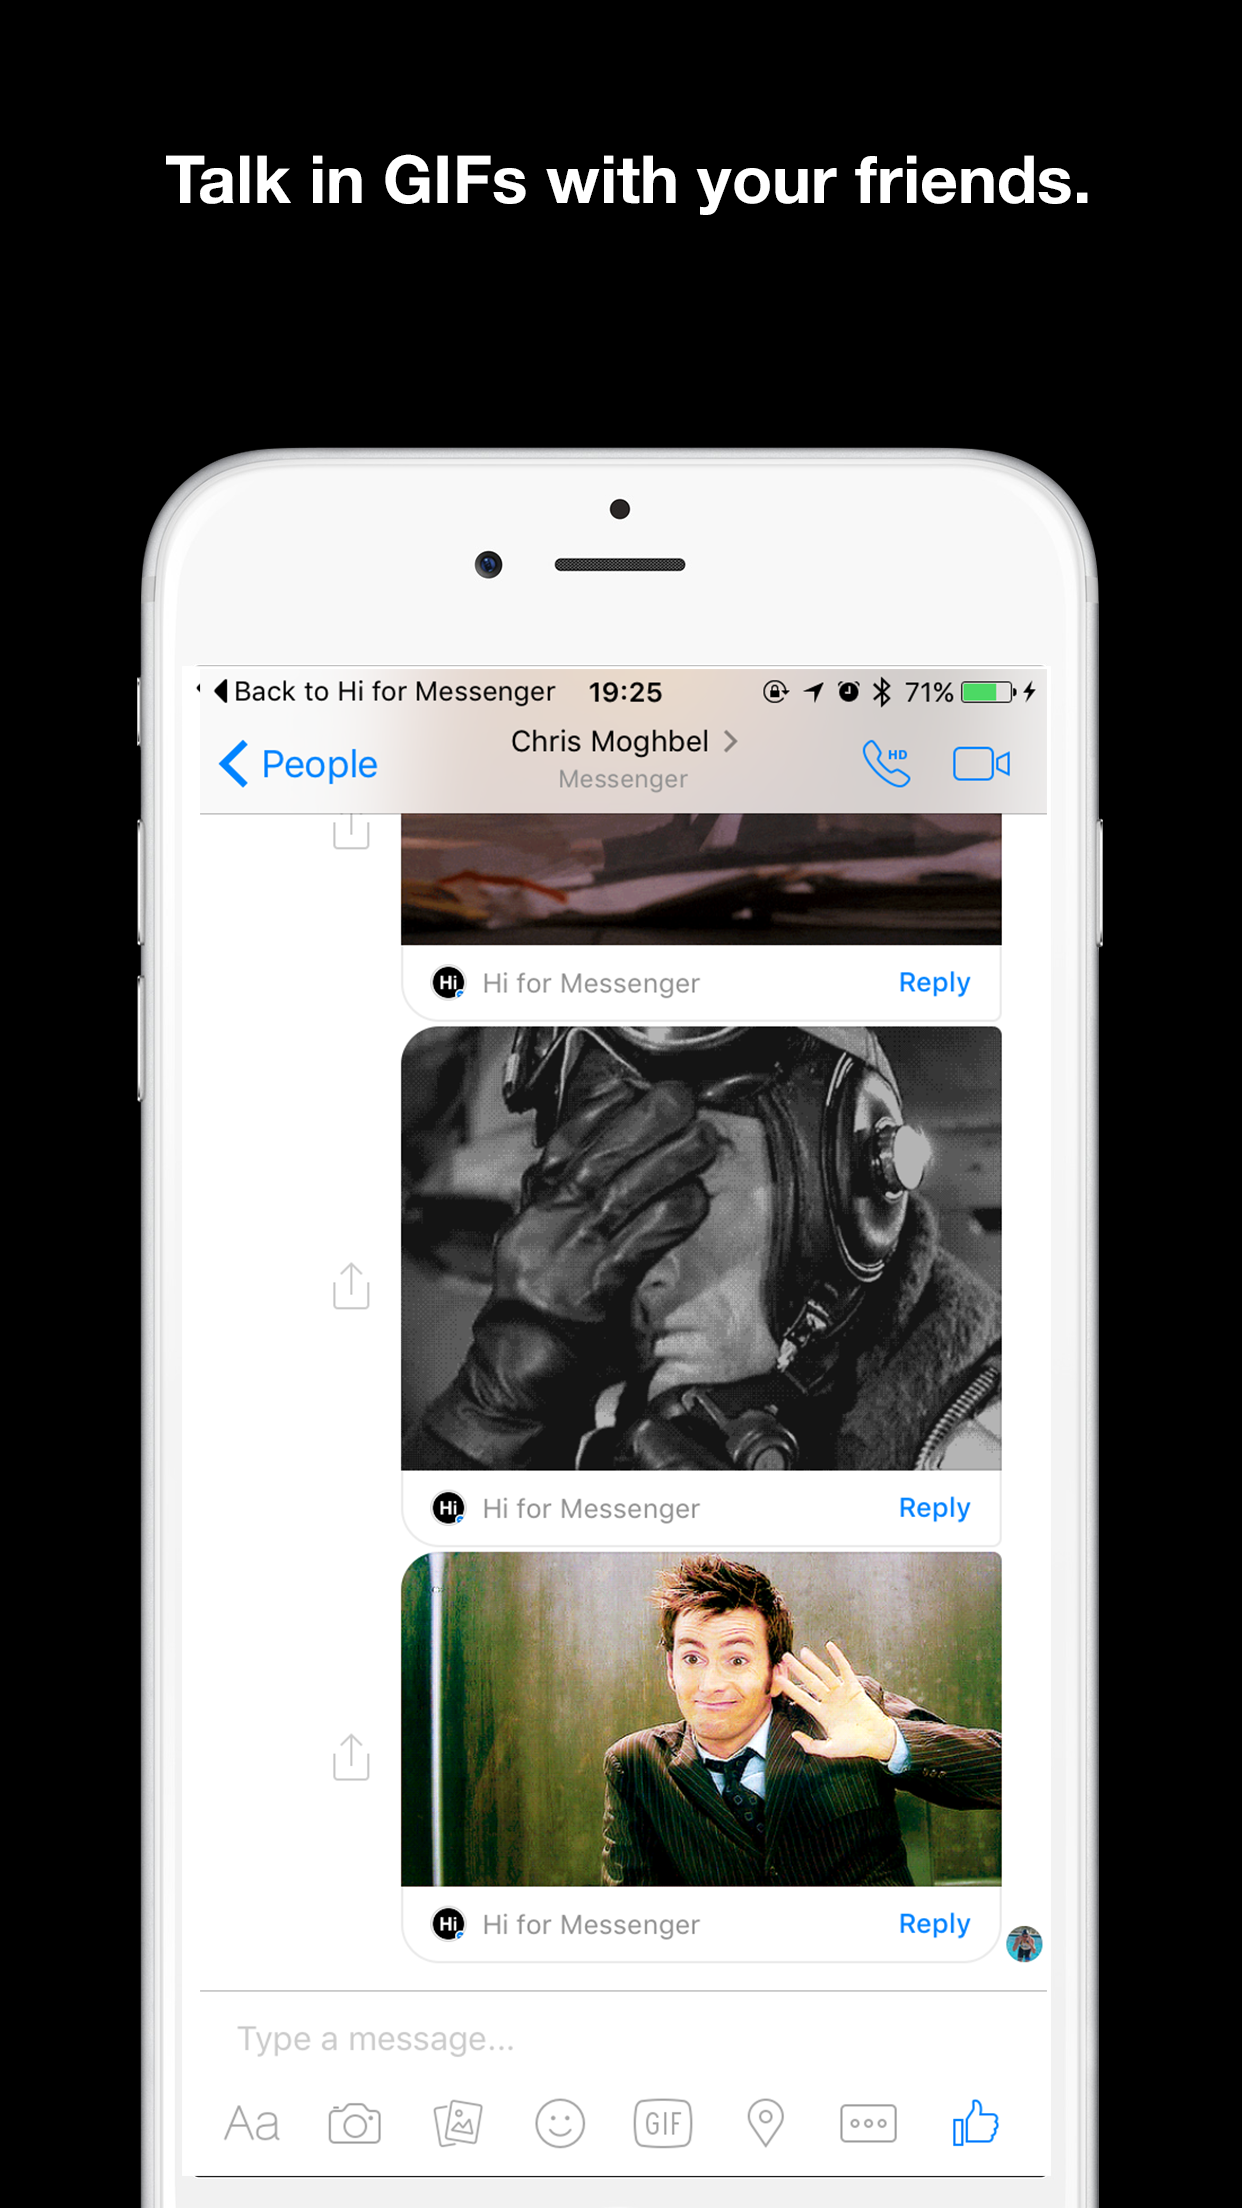 Talk in GIFs with your friends.
Back to Hi for Messenger 19:25 71%
People Chris Moghbel HD
Messenger
Hi Hi for Messenger Reply
Hi Hi for Messenger Reply
Hi Hi for Messenger Reply
Type a message...
Aa GIF